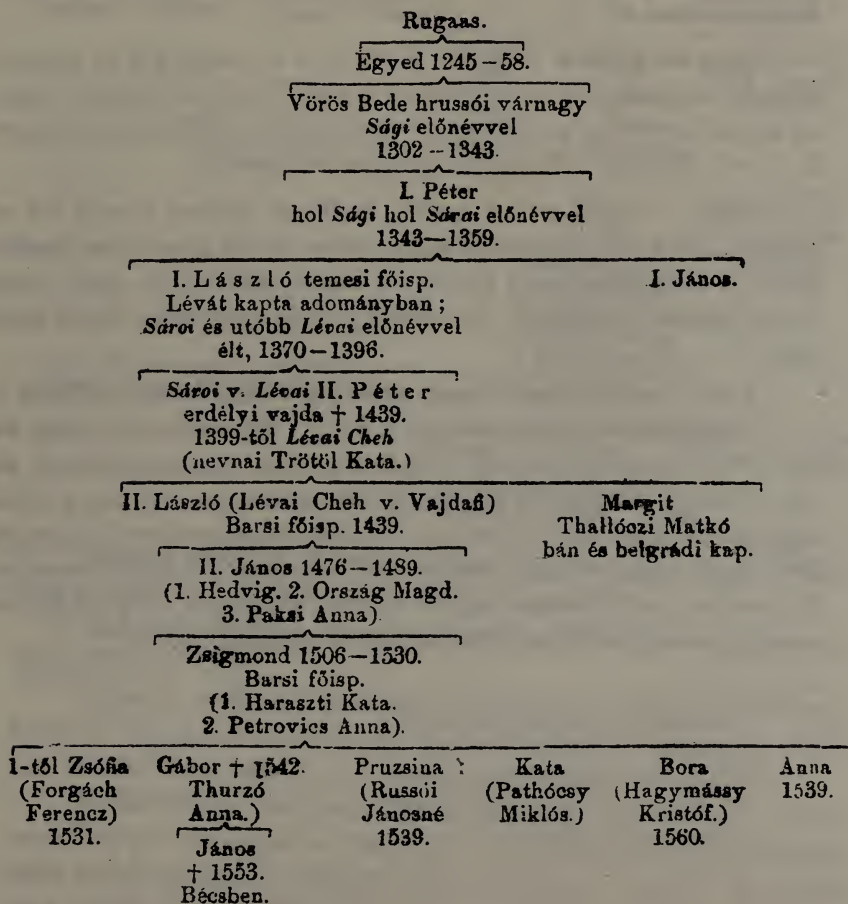 Rugaas.
Egyed 1245–58.
Vörös Bede hrussói várnagy
Sági előnévvel
1302–1343.
I. Péter
hol Sági hol Sárai előnévvel
1343—1359.
I. László temesi főisp.
Lévát kapta adományban;
Sároi és utóbb Lévai előnévvel
élt, 1370–1396.
I. János.
Sároi v. Lévai II. Péter
erdélyi vajda † 1439.
1399-től Lévai Cheh
(nevnai Trötöl Kata.)
II. László (Lévai Cheh v. Vajdafi)
Barsi főisp. 1439.
Margit
Thallóczi Matkó
bán és belgrádi kap.
II. János 1476–1489.
(1. Hedvig. 2. Ország Magd.
3. Paksi Anna)
Zsigmond 1506–1530.
Barsi főisp.
(1. Haraszti Kata.
2. Petrovics Anna).
1-től Zsófia
(Forgách
Ferencz)
1531.
Gábor † 1542.
Thurzó
Anna.)
János
† 1553.
Bécsben.
Pruzsina
(Russói
Jánosné
1539.
Kata
(Pathócsy
Miklós.)
Bora
(Hagymássy
Kristóf.)
1560.
Anna
1539.